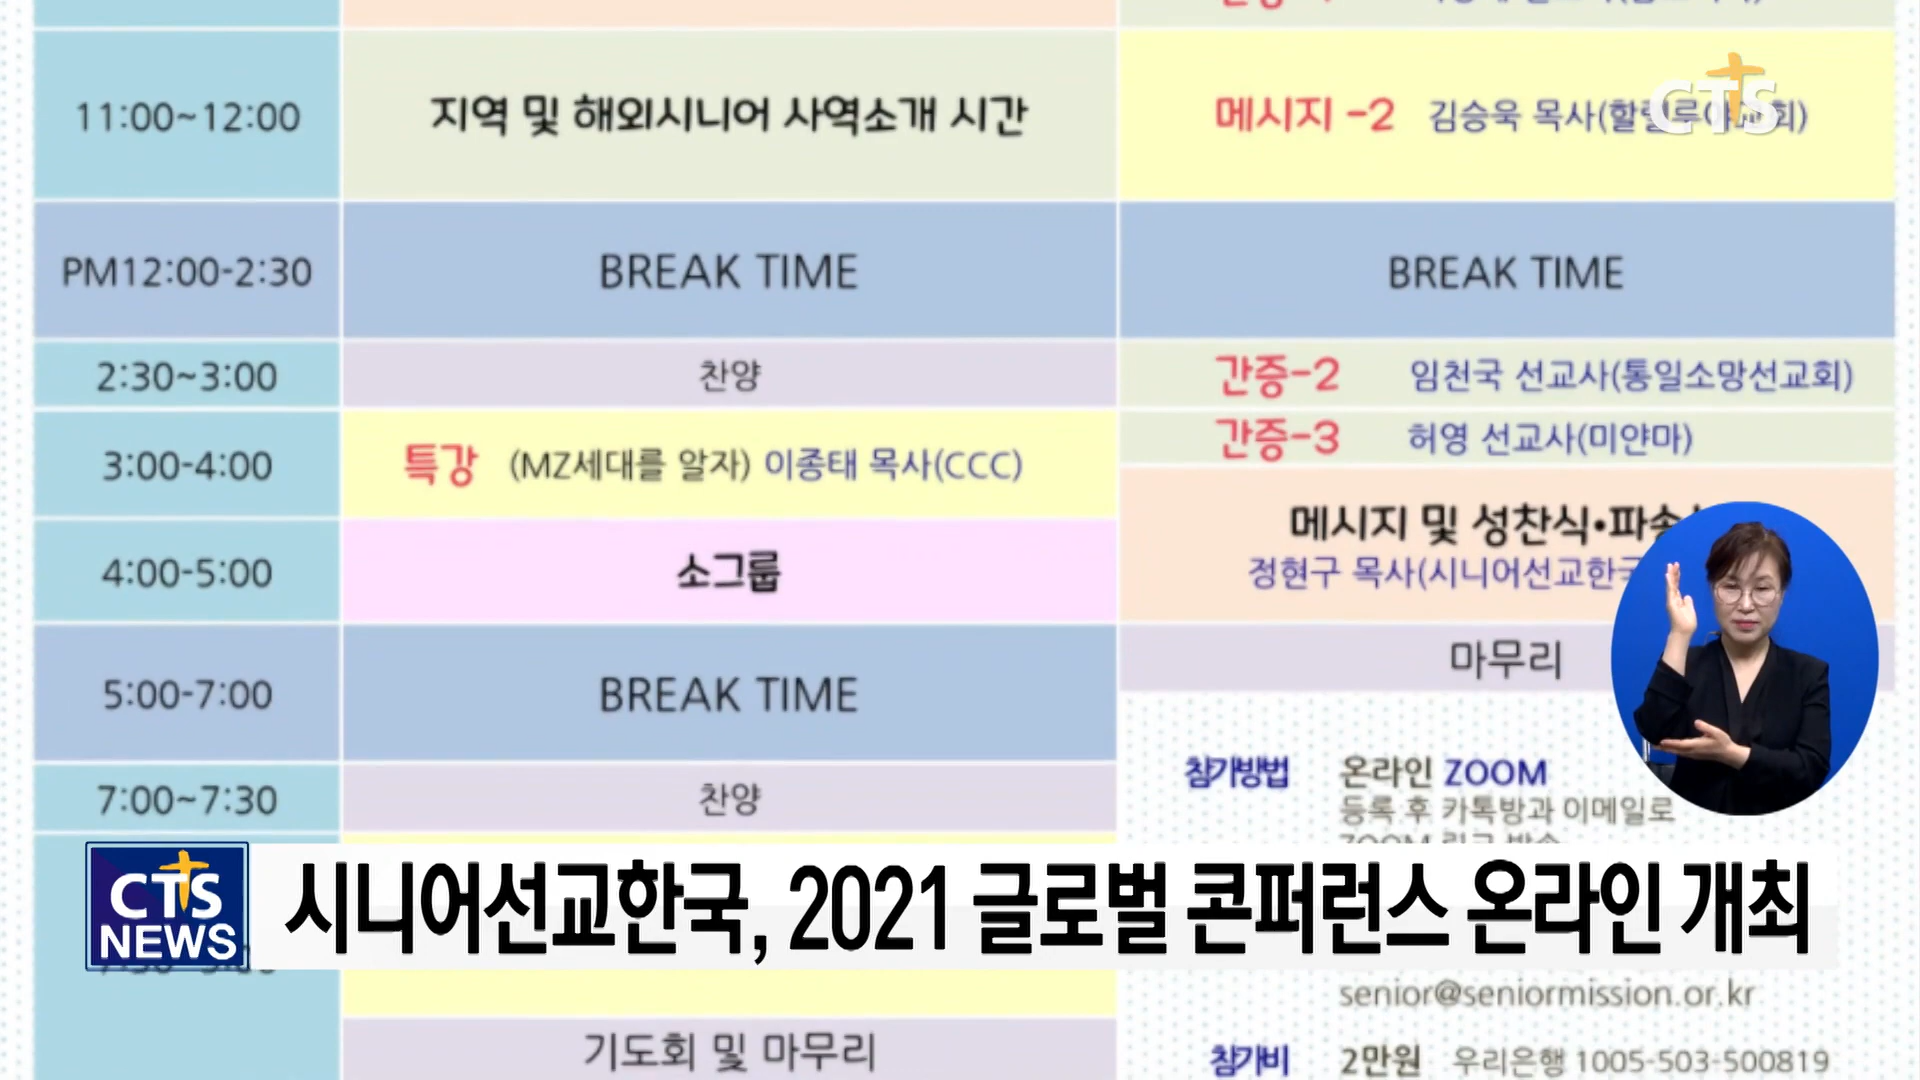 CTS
11:00~12:00 지역 및 해외시니어 사역소개 시간 메시지 -2 김승욱 목사(할렐루야교회)
PM12:00-2:30 BREAK TIME BREAK TIME
2:30~3:00 찬양 간증-2 임천국 선교사(통일소망선교회)
3:00-4:00 특강 (MZ세대를 알자) 이종태 목사(CCC) 간증-3 허영 선교사(미얀마)
4:00-5:00 소그룹 메시지 및 성찬식•파송
정현구 목사(시니어선교한국
5:00-7:00 BREAK TIME 마무리
7:00~7:30 찬양
참가방법 온라인 ZOOM
등록 후 카톡방과 이메일로
CTS NEWS
시니어선교한국, 2021 글로벌 콘퍼런스 온라인 개최
senior@seniormission.or.kr
기도회 및 마무리
참가비 2만원 우리은행 1005-503-500819